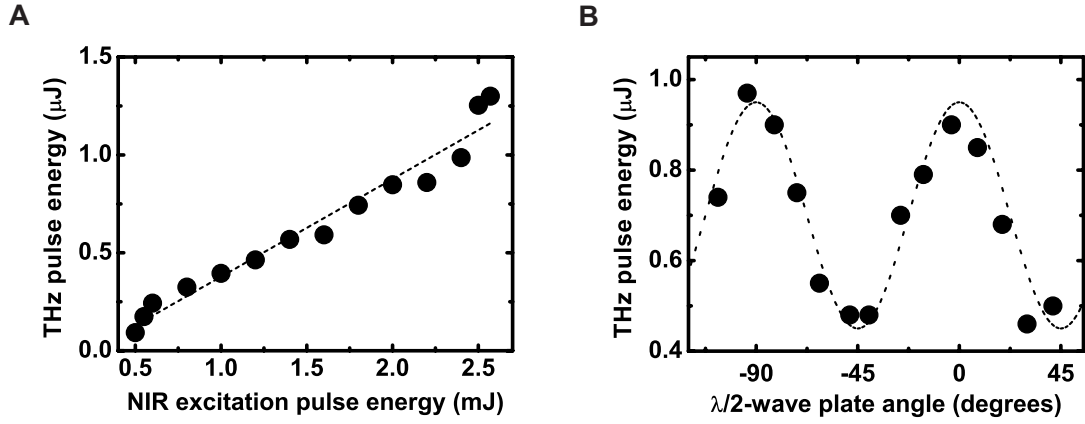 A
THz pulse energy (μJ)
1.5
1.0
0.5
0.0
0.5 1.0 1.5 2.0 2.5
NIR excitation pulse energy (mJ)
B
THz pulse energy (μJ)
1.0
0.8
0.6
0.4
-90 -45 0 45
λ/2-wave plate angle (degrees)